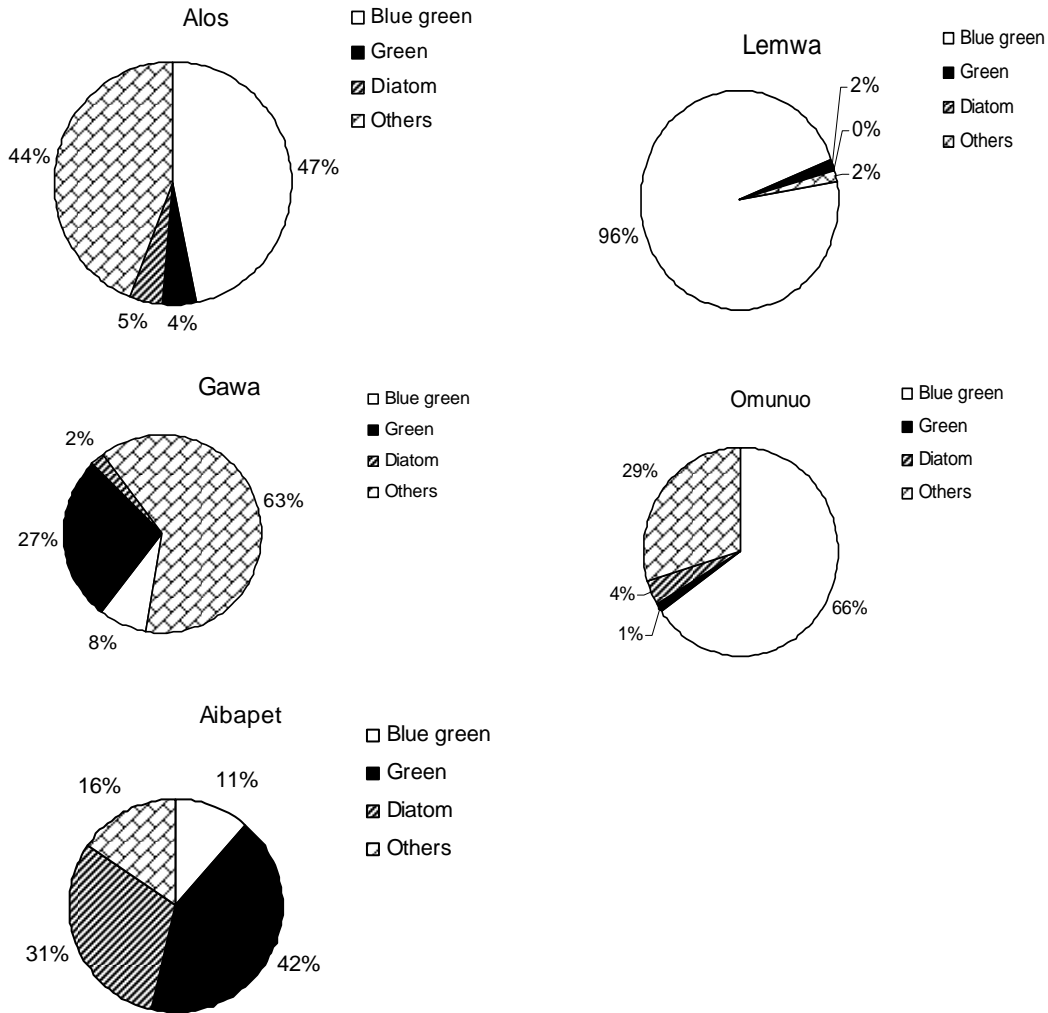 Alos
Blue green
Green
Diatom
Others
44%
47%
5%
4%
Lemwa
Blue green
Green
Diatom
Others
2%
0%
2%
96%
Gawa
Blue green
Green
Diatom
Others
2%
63%
27%
8%
Omunuo
Blue green
Green
Diatom
Others
29%
4%
66%
1%
Aibapet
Blue green
Green
Diatom
Others
16%
11%
31%
42%